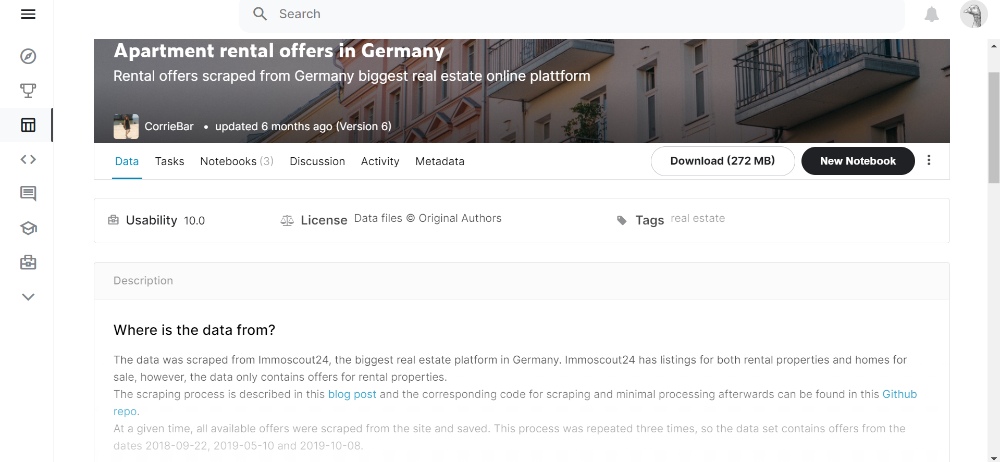 Search
Apartment rental offers in Germany
Rental offers scraped from Germany biggest real estate online plattform
CorrieBar • updated 6 months ago (Version 6)
Data Tasks Notebooks (3) Discussion Activity Metadata Download (272 MB) New Notebook
Usability 10.0 License Data files © Original Authors Tags real estate
Description
Where is the data from?
The data was scraped from Immoscout24, the biggest real estate platform in Germany. Immoscout24 has listings for both rental properties and homes for
sale, however, the data only contains offers for rental properties.
The scraping process is described in this blog post and the corresponding code for scraping and minimal processing afterwards can be found in this Github
repo.
At a given time, all available offers were scraped from the site and saved. This process was repeated three times, so the data set contains offers from the
dates 2018-09-22, 2019-05-10 and 2019-10-08.